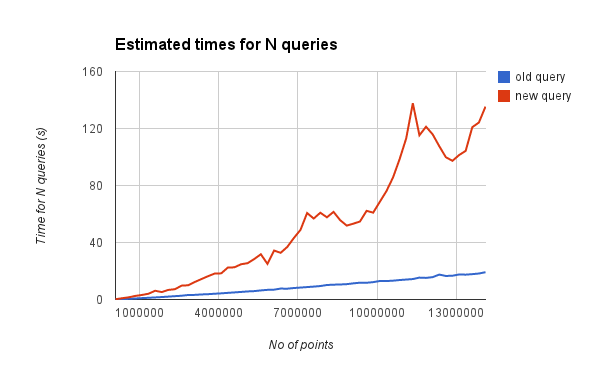 Estimated times for N queries
160
120
80
40
0
Time for N queries (s)
1000000 4000000 7000000 10000000 13000000
No of points
old query
new query